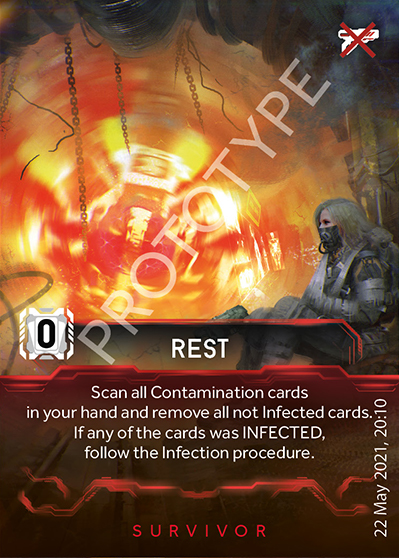 PROTOTYPE
0
REST
Scan all Contamination cards
in your hand and remove all not Infected cards.
If any of the cards was INFECTED,
follow the Infection procedure.
22 May 2021, 20:10
SURVIVOR